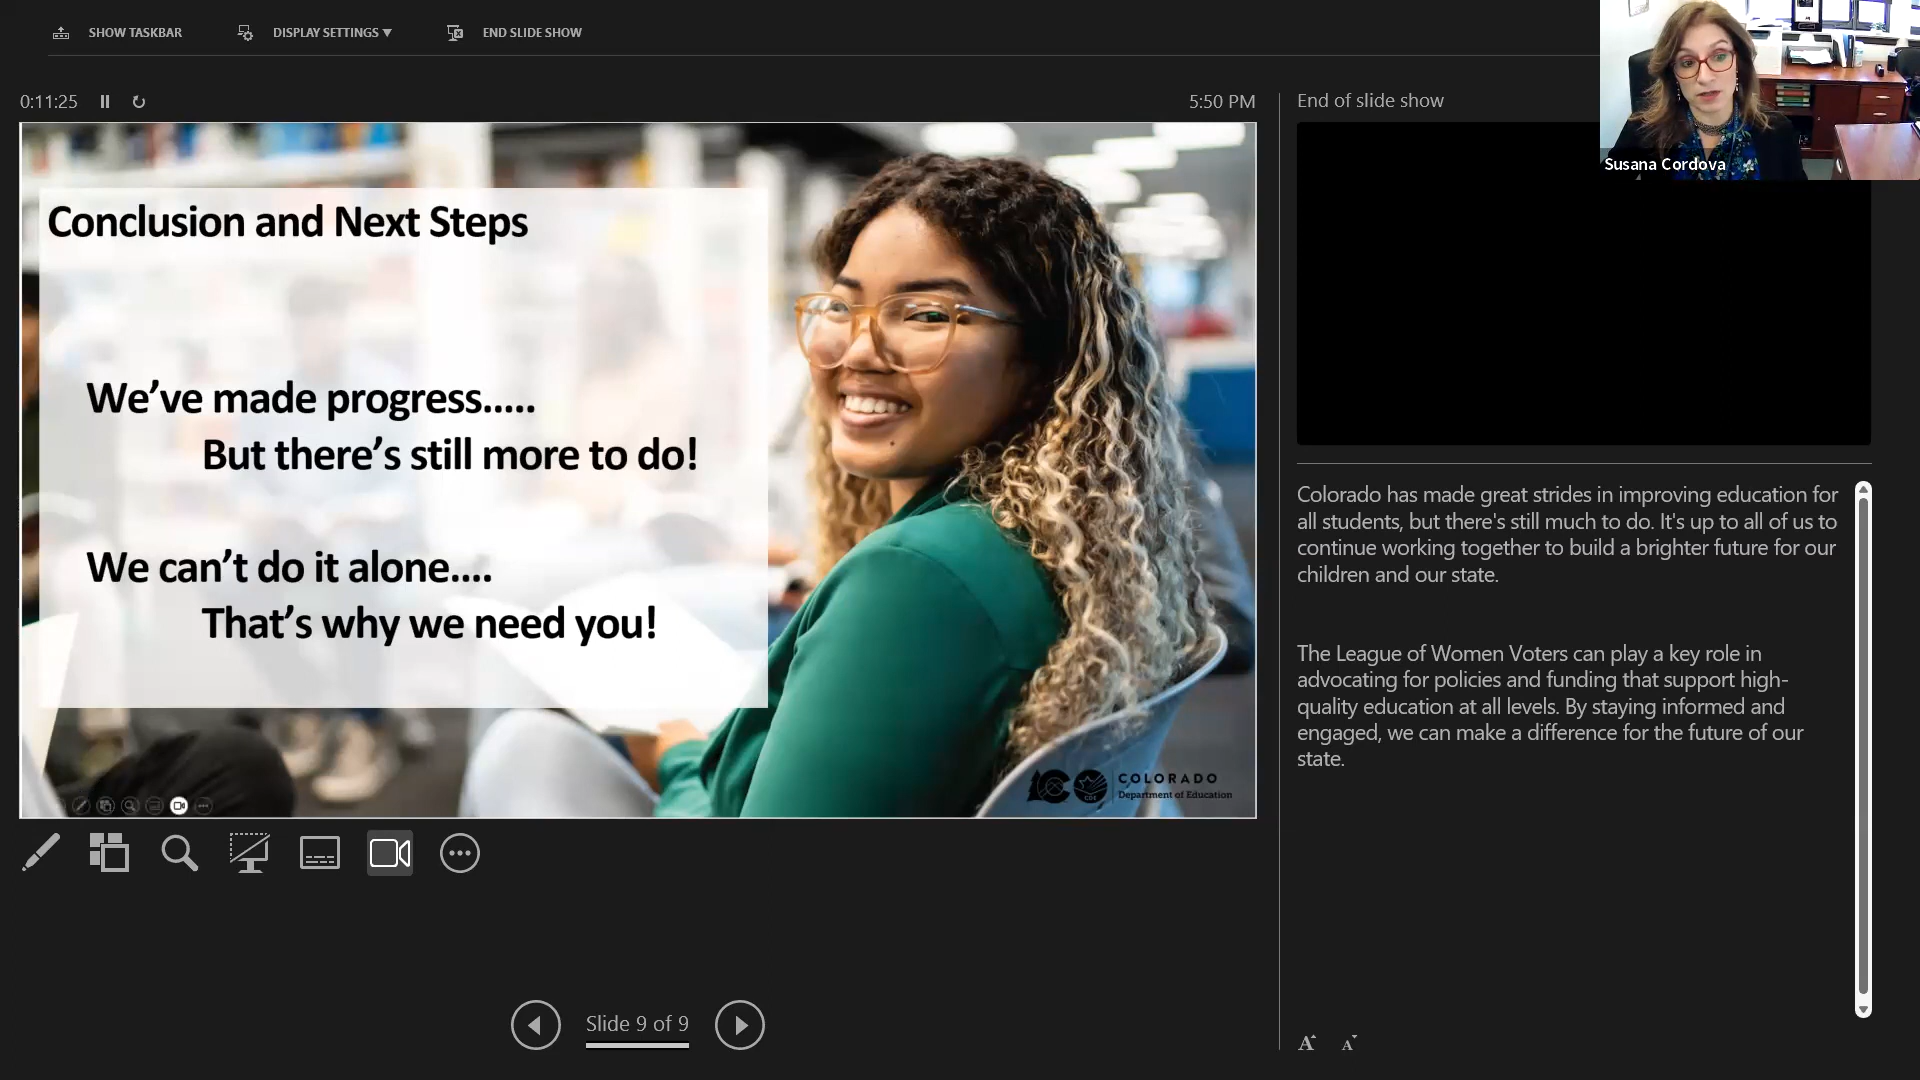 SHOW TASKBAR
DISPLAY SETTINGS ▼
END SLIDE SHOW
0:11:25
5:50 PM
End of slide show
Susana Cordova
Conclusion and Next Steps
We've made progress.....
But there's still more to do!
We can't do it alone....
That's why we need you!
COLORADO
Department of Education
CDE
Colorado has made great strides in improving education for
all students, but there's still much to do. It's up to all of us to
continue working together to build a brighter future for our
children and our state.
The League of Women Voters can play a key role in
advocating for policies and funding that support high-
quality education at all levels. By staying informed and
engaged, we can make a difference for the future of our
state.
Slide 9 of 9
A
A